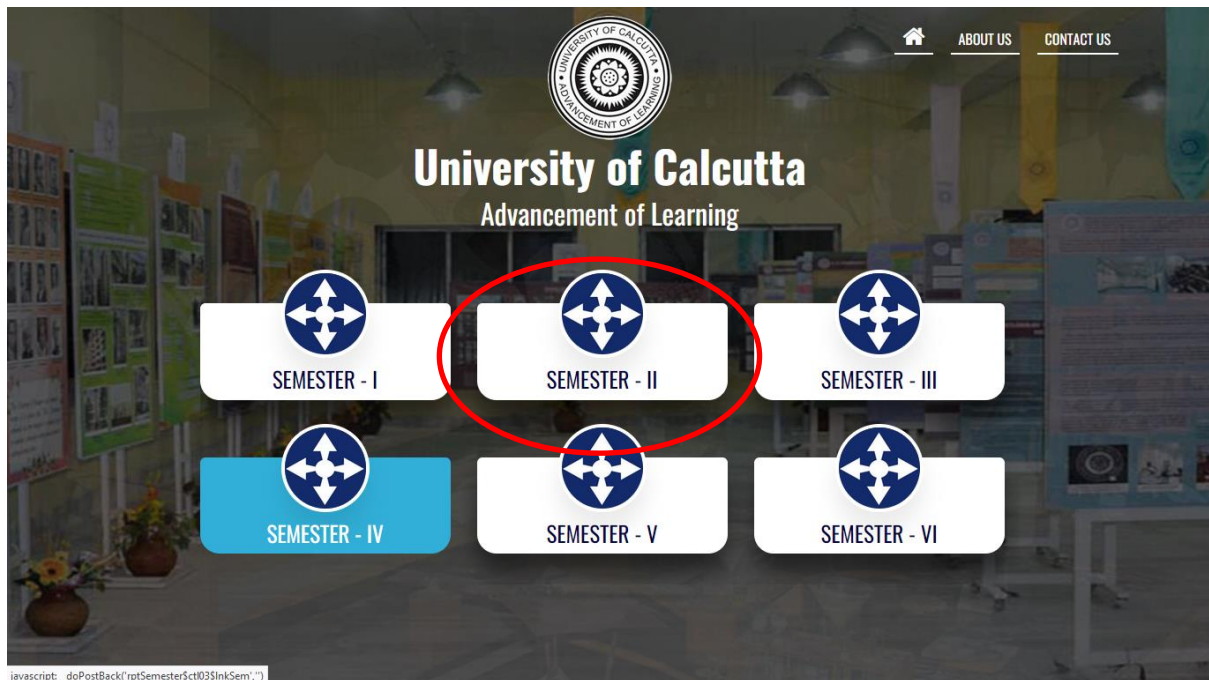 UNIVERSITY OF CALCUTTA
ADVANCEMENT OF LEARNING
ABOUT US
CONTACT US
University of Calcutta
Advancement of Learning
SEMESTER - I
SEMESTER - II
SEMESTER - III
SEMESTER - IV
SEMESTER - V
SEMESTER - VI
javascript:__doPostBack('rptSemester$ctl03$lnkSem','')